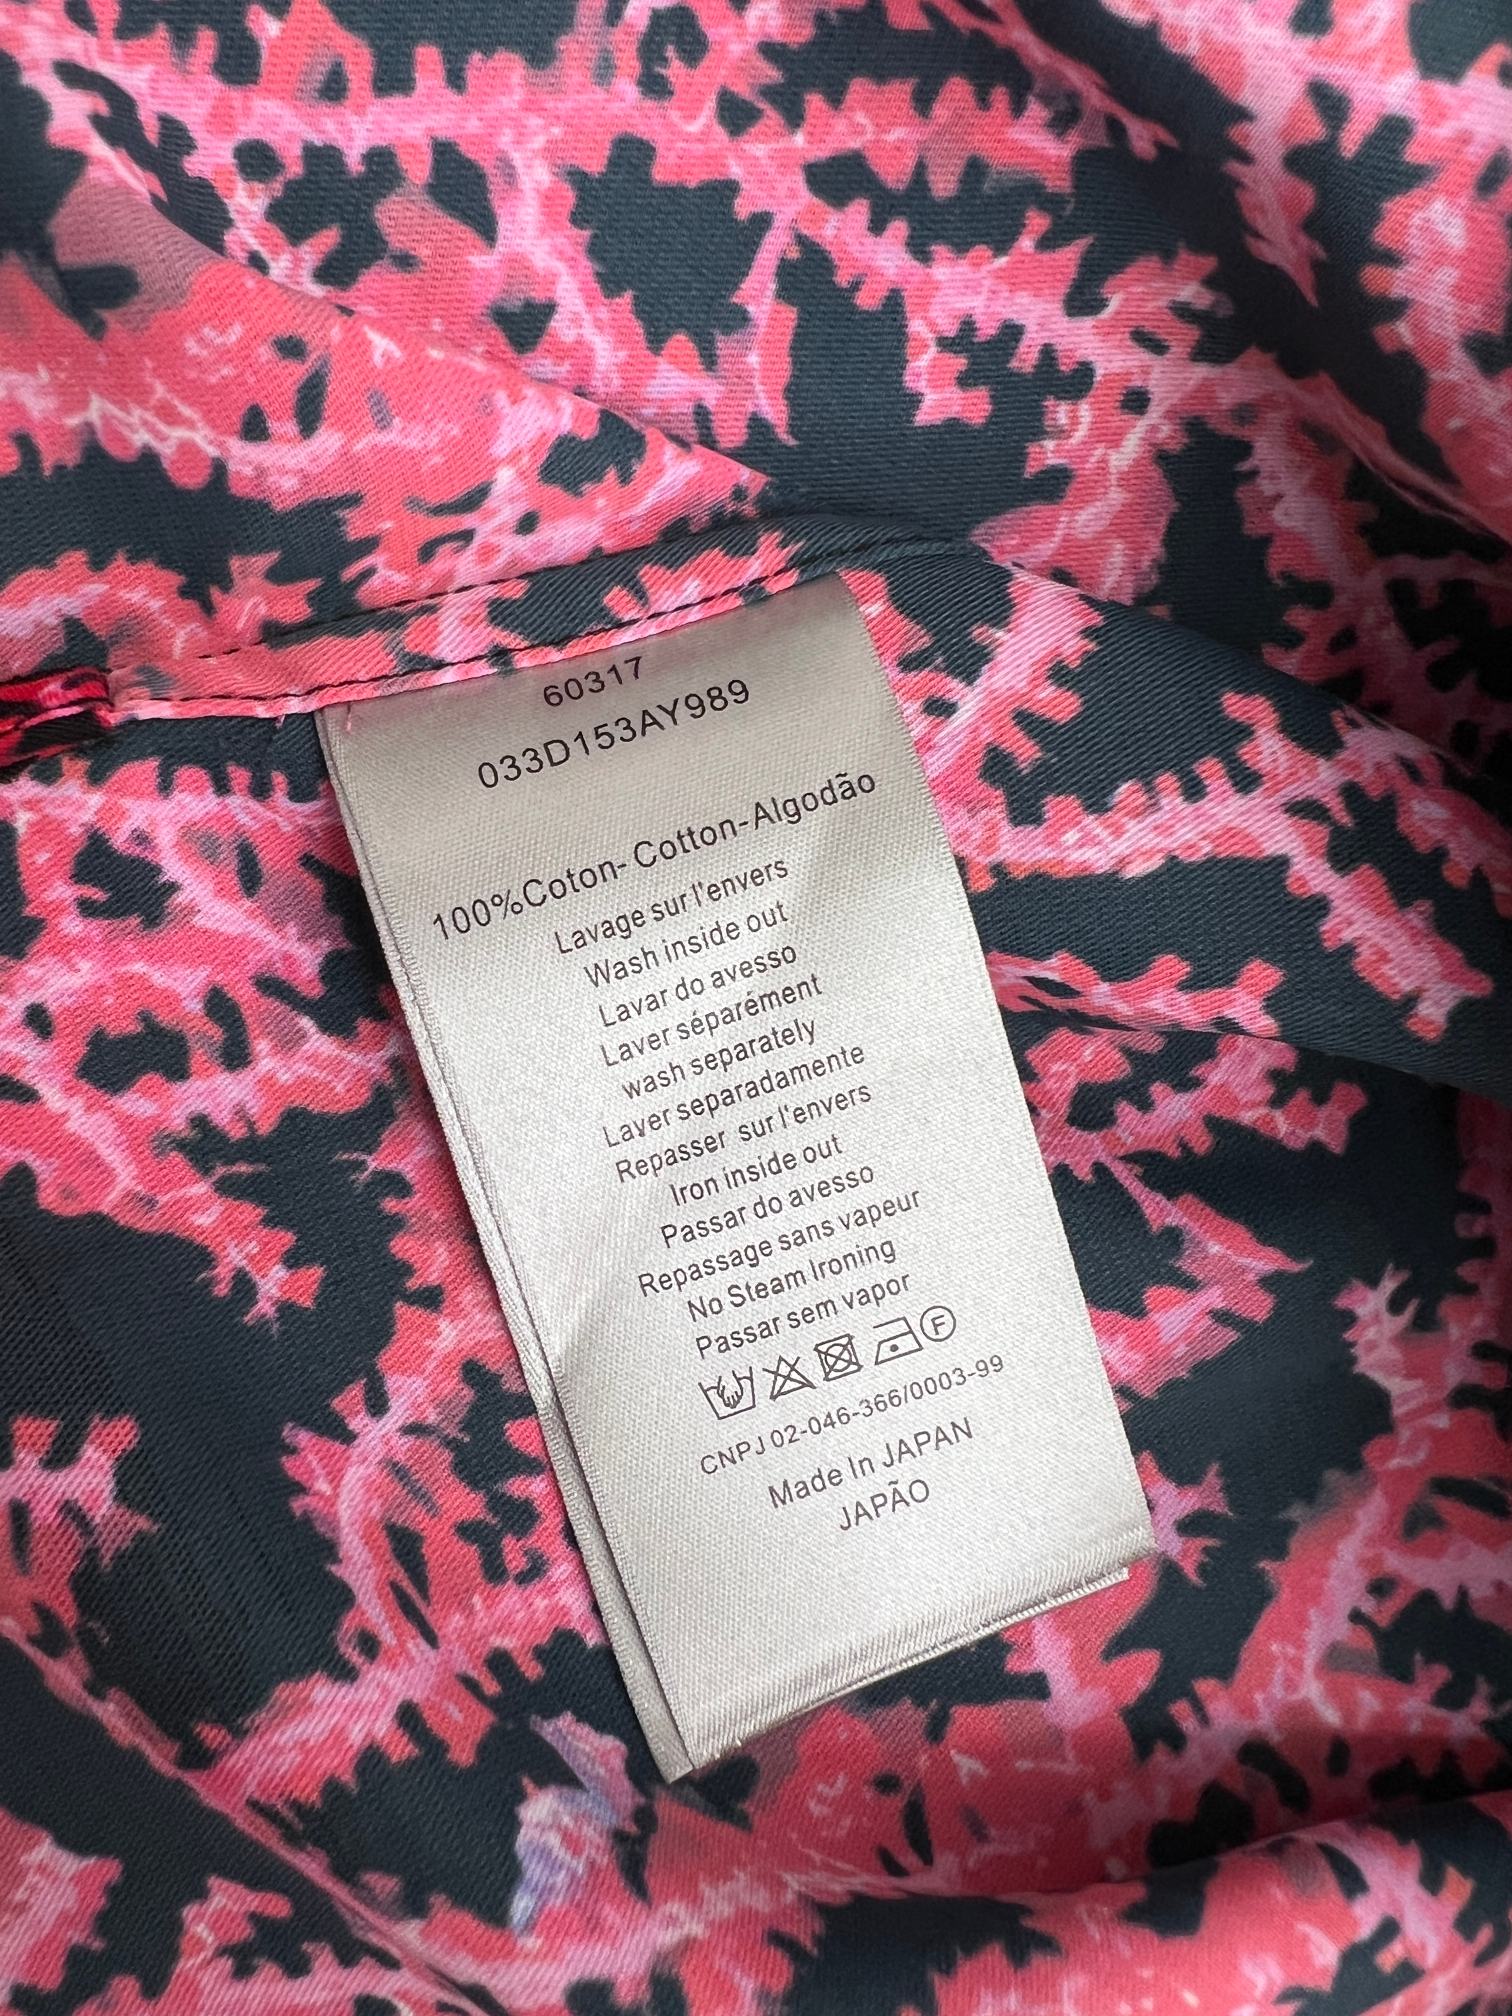 60317
033D153AY989
100%Coton- Cotton-Algodão
Lavage sur l'envers
Wash inside out
Lavar do avesso
Laver séparément
wash separately
Laver separadamente
Repasser sur l'envers
Iron inside out
Passar do avesso
Repassage sans vapeur
No Steam Ironing
Passar sem vapor
F
CNPJ 02-046-366/0003-99
Made In JAPAN
JAPÃO